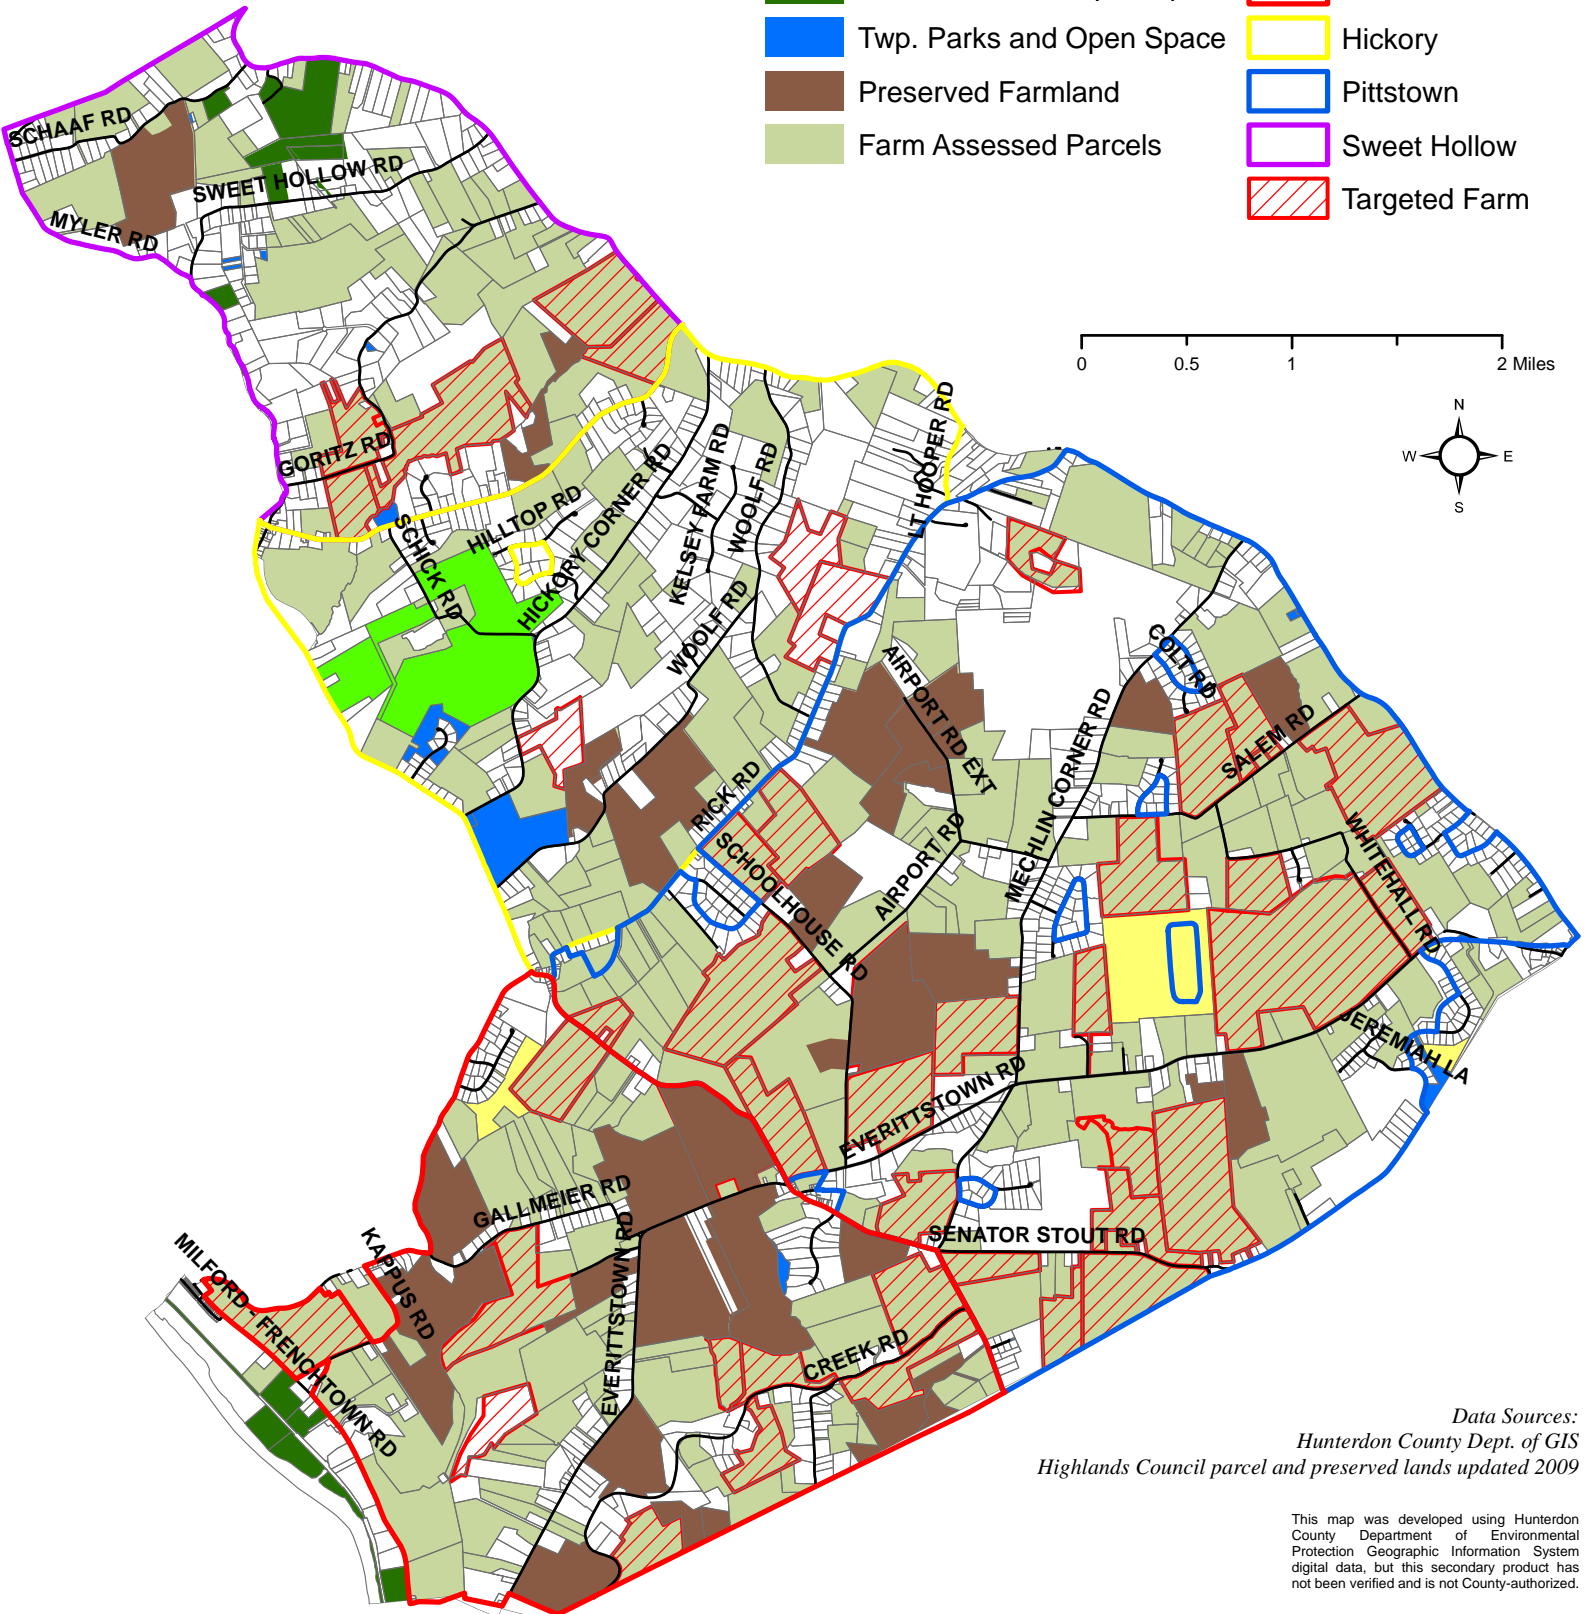 Twp. Parks and Open Space
Hickory
Preserved Farmland
Pittstown
Farm Assessed Parcels
Sweet Hollow
Targeted Farm
0 0.5 1 2 Miles
N
W E
S
SCHAAF RD
SWEET HOLLOW RD
MYLER RD
GORITZ RD
SCHICK RD
HILLTOP RD
HICKORY CORNER RD
KELSEY FARM RD
WOOLF RD
WOOLF RD
LT HOOPER RD
COLT RD
AIRPORT RD EXT
MECHLIN CORNER RD
SALEM RD
RICK RD
SCHOOLHOUSE RD
AIRPORT RD
WHITEHALL RD
JEREMIAH LA
EVERITTSTOWN RD
GALLMEIER RD
SENATOR STOUT RD
KAPPUS RD
MILFORD - FRENCHTOWN RD
EVERITTSTOWN RD
CREEK RD
Data Sources:
Hunterdon County Dept. of GIS
Highlands Council parcel and preserved lands updated 2009
This map was developed using Hunterdon
County Department of Environmental
Protection Geographic Information System
digital data, but this secondary product has
not been verified and is not County-authorized.